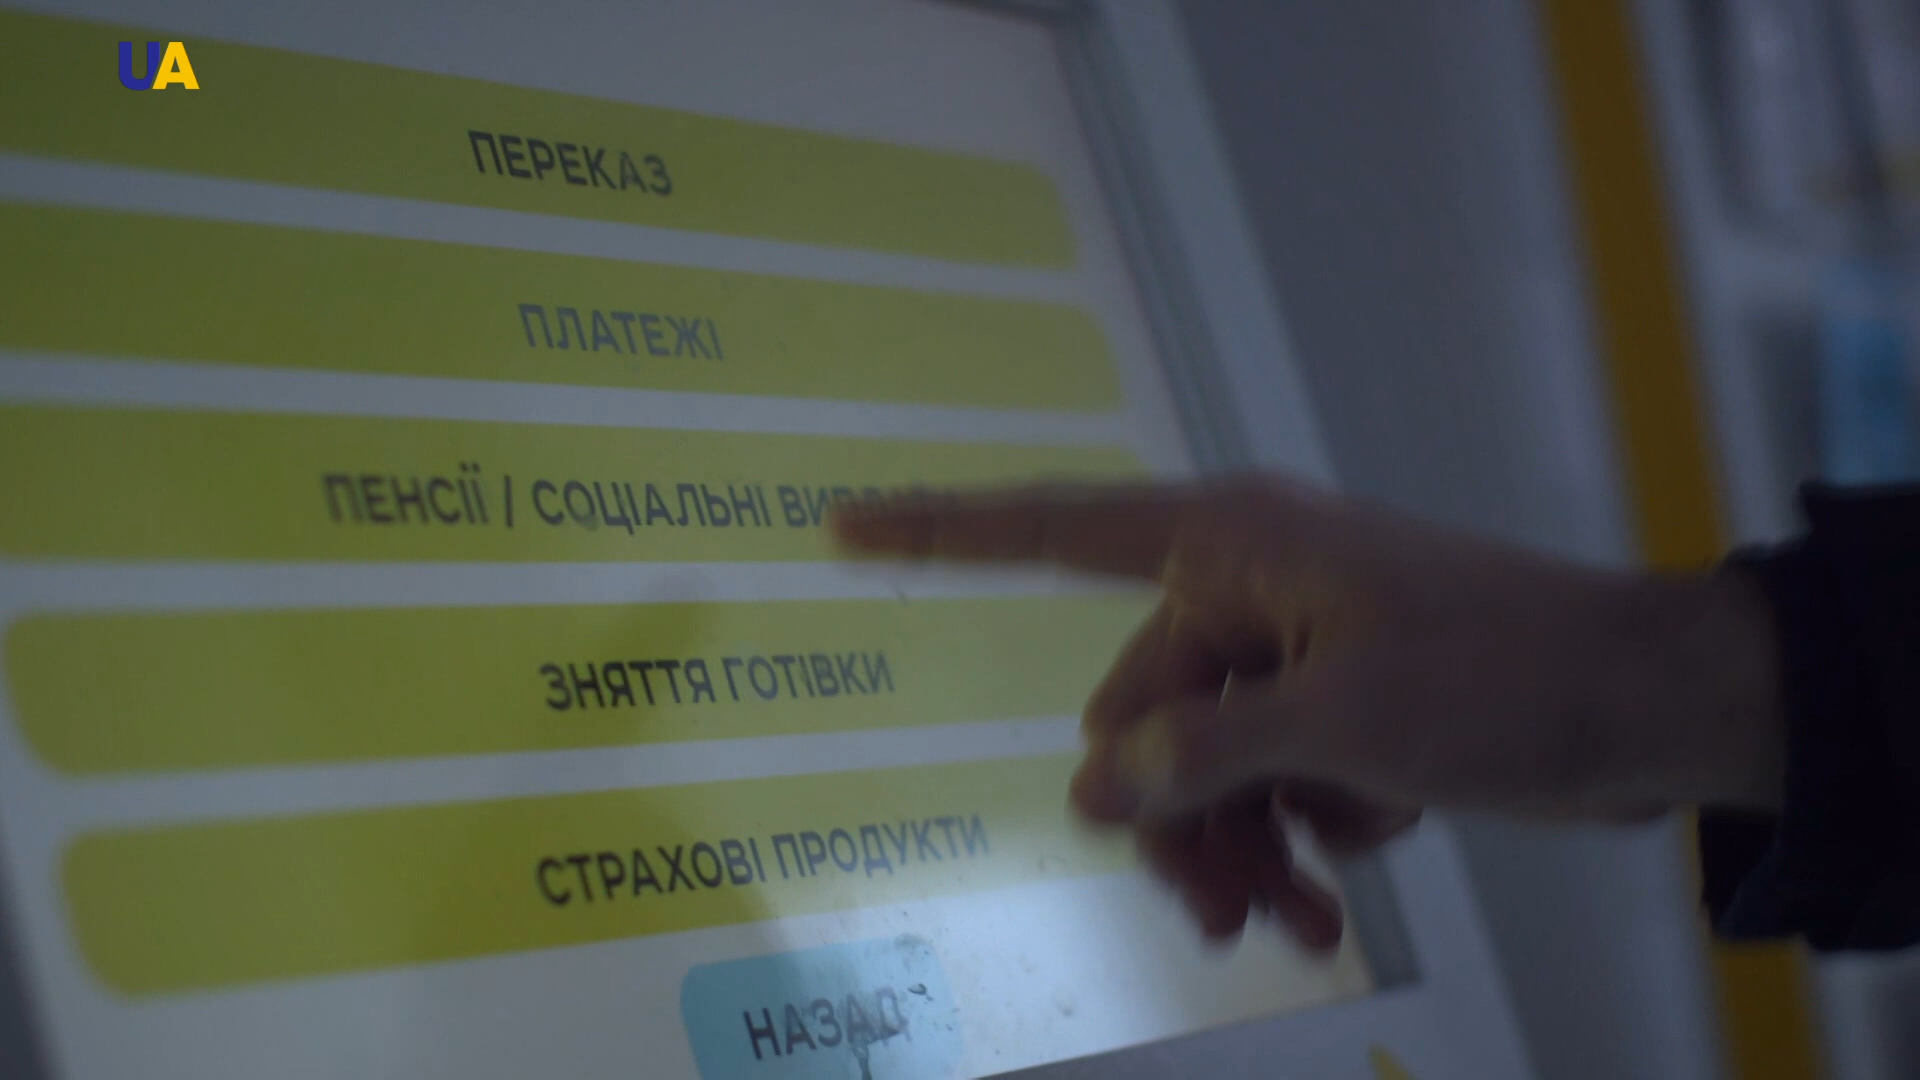 UA
ПЕРЕКАЗ
ПЛАТЕЖІ
ПЕНСІЇ / СОЦІАЛЬНІ
ЗНЯТТЯ ГОТІВКИ
СТРАХОВІ ПРОДУКТИ
НАЗАД